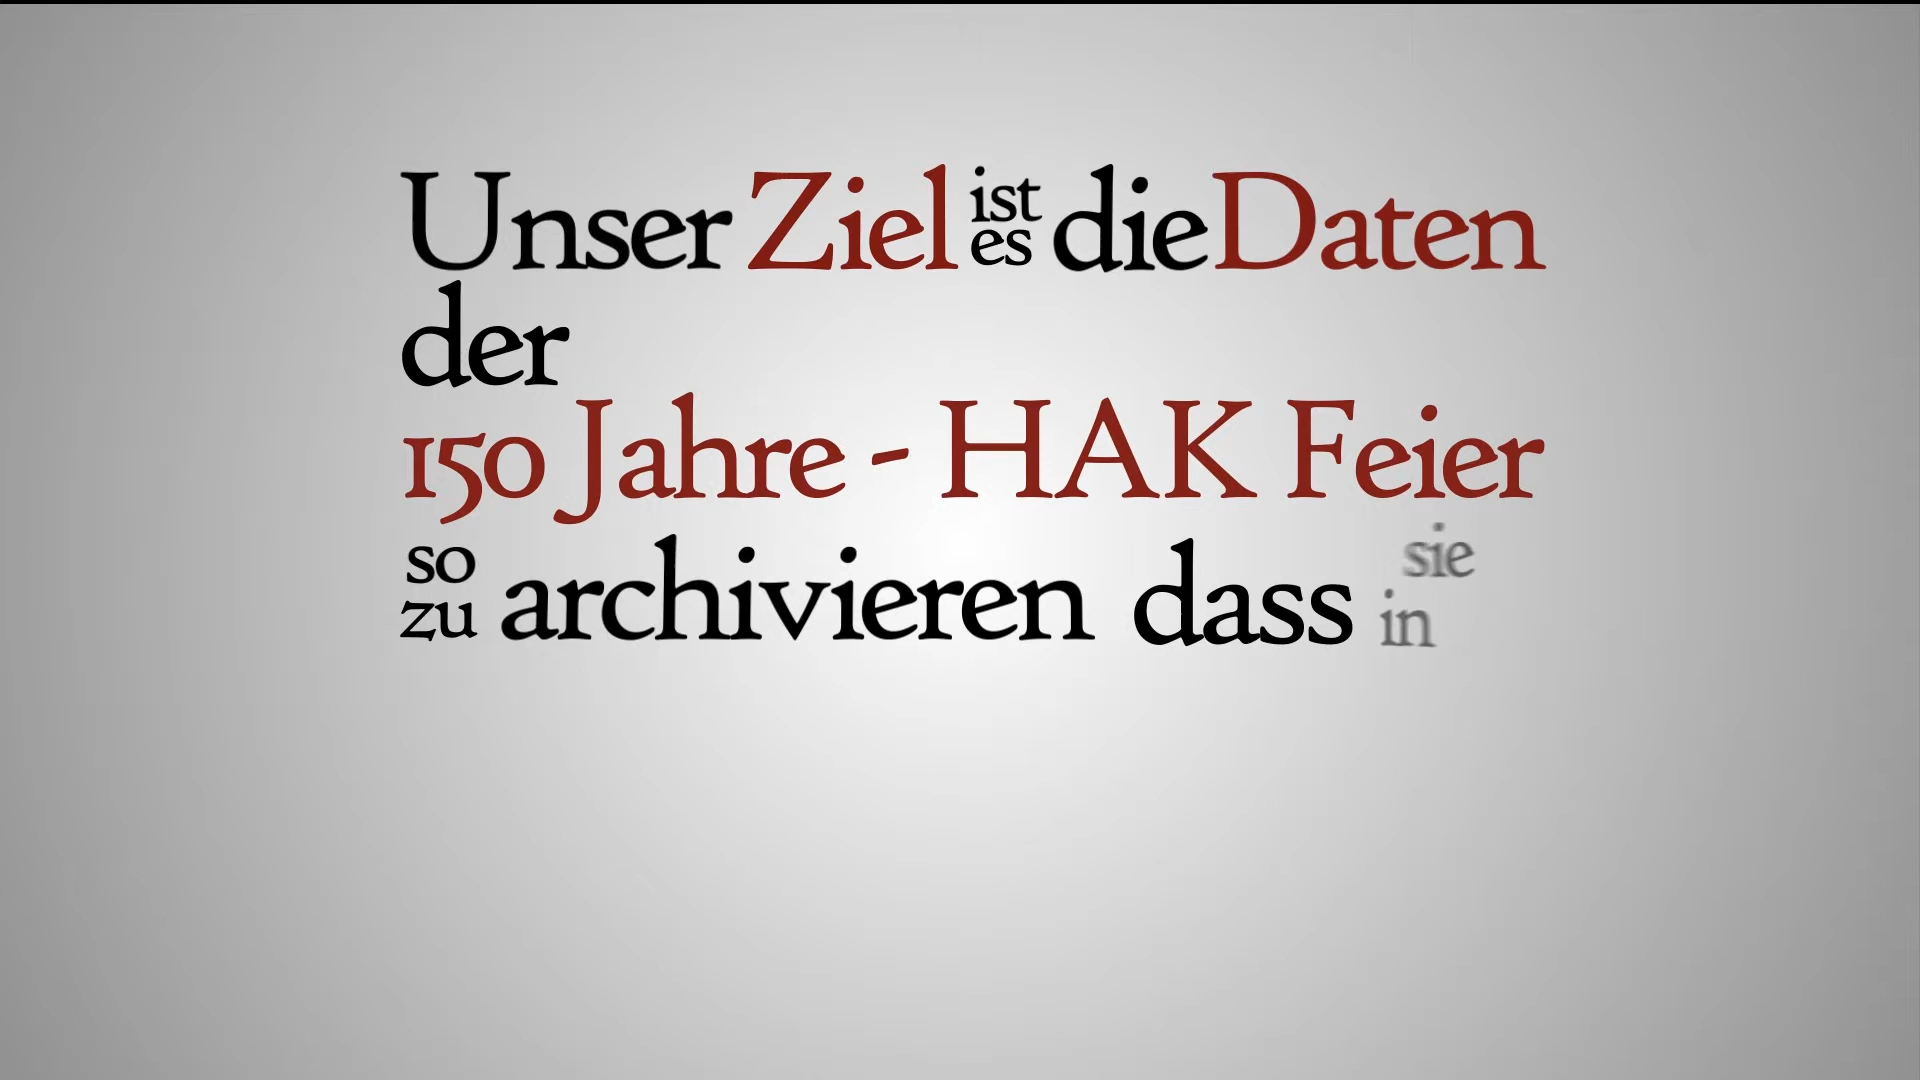 Unser Ziel ist es die Daten
der
150 Jahre - HAK Feier
so zu archivieren dass sie in